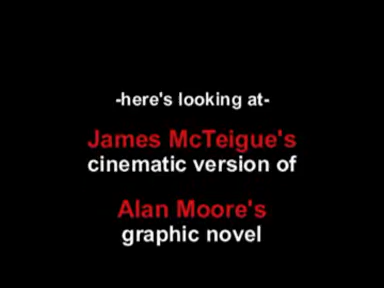 -here's looking at-
James McTeigue's
cinematic version of
Alan Moore's
graphic novel